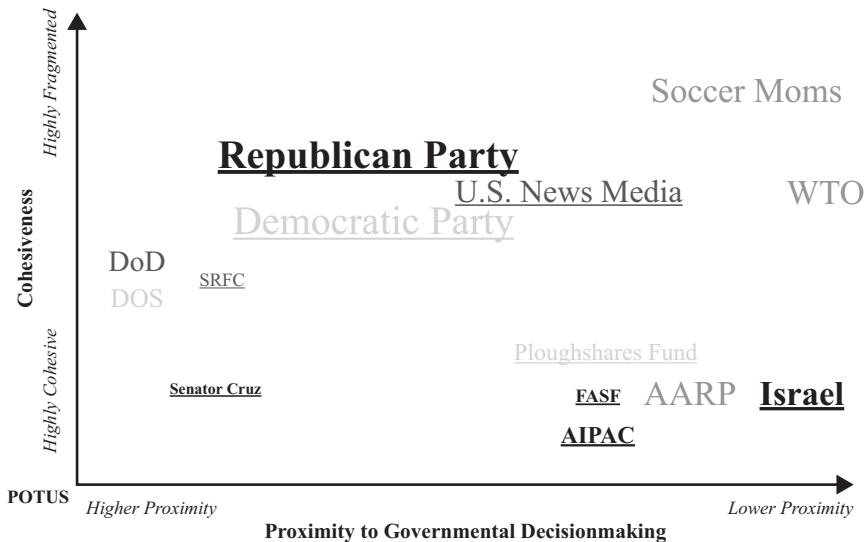 Highly Fragmented
Soccer Moms
Republican Party
U.S. News Media
WTO
Democratic Party
Cohesiveness
DoD
SRFC
DOS
Highly Cohesive
Ploughshares Fund
Senator Cruz
FASF
AARP
Israel
AIPAC
POTUS
Higher Proximity
Lower Proximity
Proximity to Governmental Decisionmaking